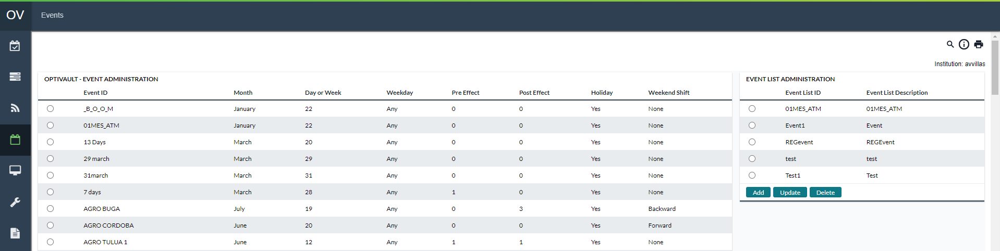 OV Events
Institution: avvillas
OPTIVAULT - EVENT ADMINISTRATION
Event ID Month Day or Week Weekday Pre Effect Post Effect Holiday Weekend Shift
_B_O_O_M January 22 Any 0 0 Yes None
01MES_ATM January 22 Any 0 0 Yes None
13 Days March 20 Any 0 0 Yes None
29 march March 29 Any 0 0 Yes None
31march March 31 Any 0 0 Yes None
7 days March 28 Any 1 0 Yes None
AGRO BUGA July 19 Any 0 3 Yes Backward
AGRO CORDOBA June 20 Any 0 0 Yes Forward
AGRO TULUA 1 June 12 Any 1 1 Yes None
EVENT LIST ADMINISTRATION
Event List ID Event List Description
01MES_ATM 01MES_ATM
Event1 Event
REGevent REGEvent
test test
Test1 Test
Add Update Delete